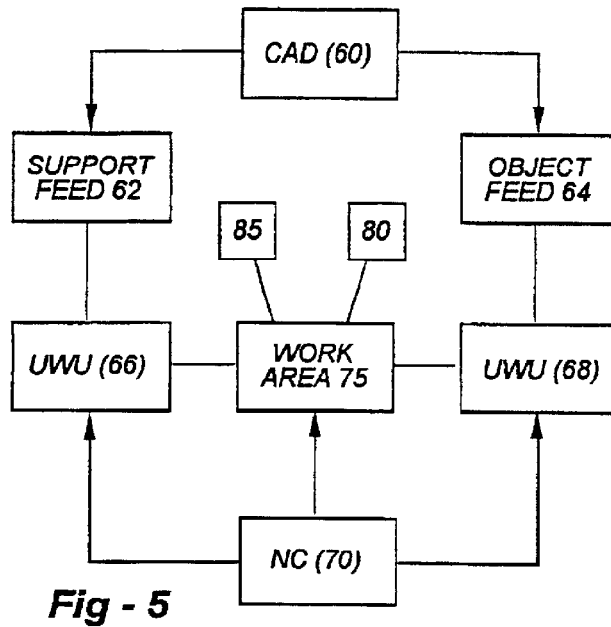 CAD (60)
SUPPORT
FEED 62
OBJECT
FEED 64
85
80
UWU (66)
WORK
AREA 75
UWU (68)
NC (70)
Fig - 5